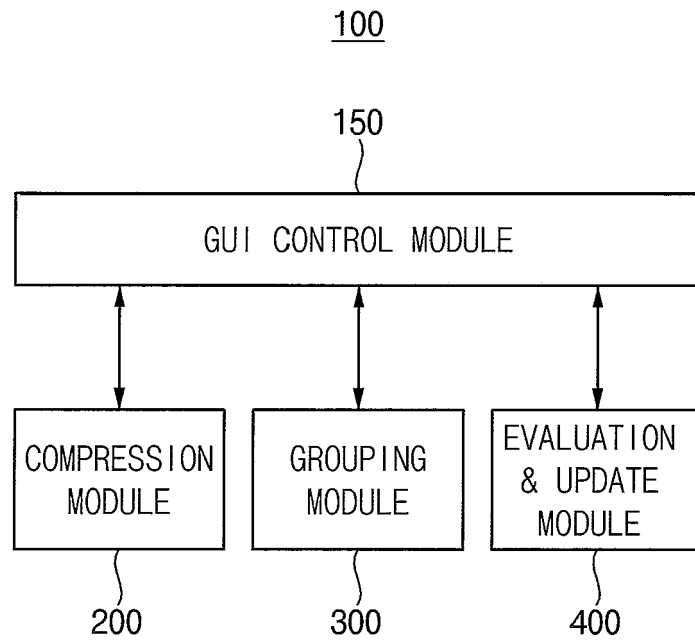 100
150
GUI CONTROL MODULE
COMPRESSION
MODULE
GROUPING
MODULE
EVALUATION
& UPDATE
MODULE
200
300
400